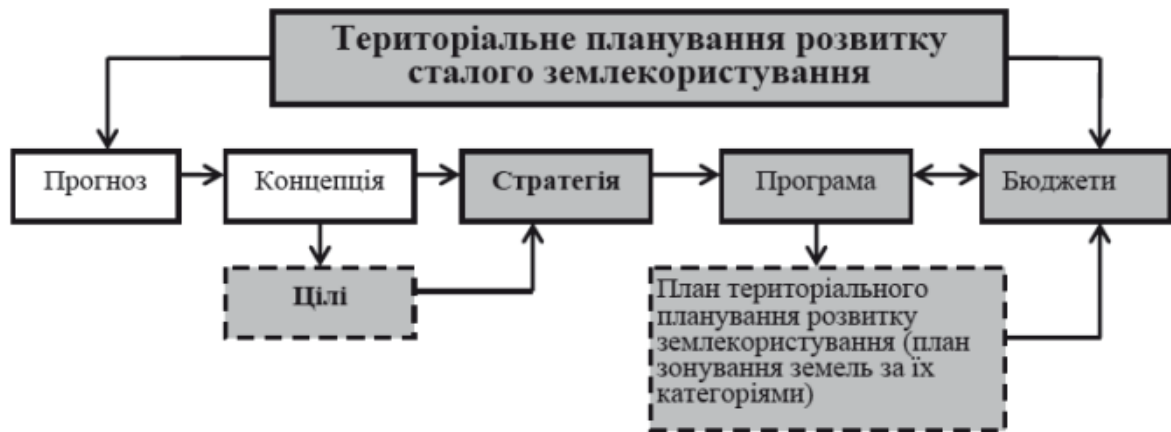 Територіальне планування розвитку
сталого землекористування
Прогноз
Концепція
Стратегія
Програма
Бюджети
Цілі
План територіального
планування розвитку
землекористування (план
зонування земель за їх
категоріями)